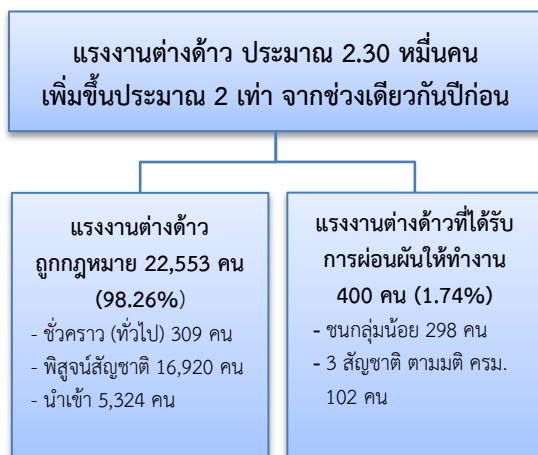 แรงงานต่างด้าว ประมาณ 2.30 หมื่นคน
เพิ่มขึ้นประมาณ 2 เท่า จากช่วงเดียวกันปีก่อน
แรงงานต่างด้าว
ถูกกฎหมาย 22,553 คน
(98.26%)
- ชั่วคราว (ทั่วไป) 309 คน
- พิสูจน์สัญชาติ 16,920 คน
- นำเข้า 5,324 คน
แรงงานต่างด้าวที่ได้รับ
การผ่อนผันให้ทำงาน
400 คน (1.74%)
- ชนกลุ่มน้อย 298 คน
- 3 สัญชาติ ตามมติ ครม.
102 คน